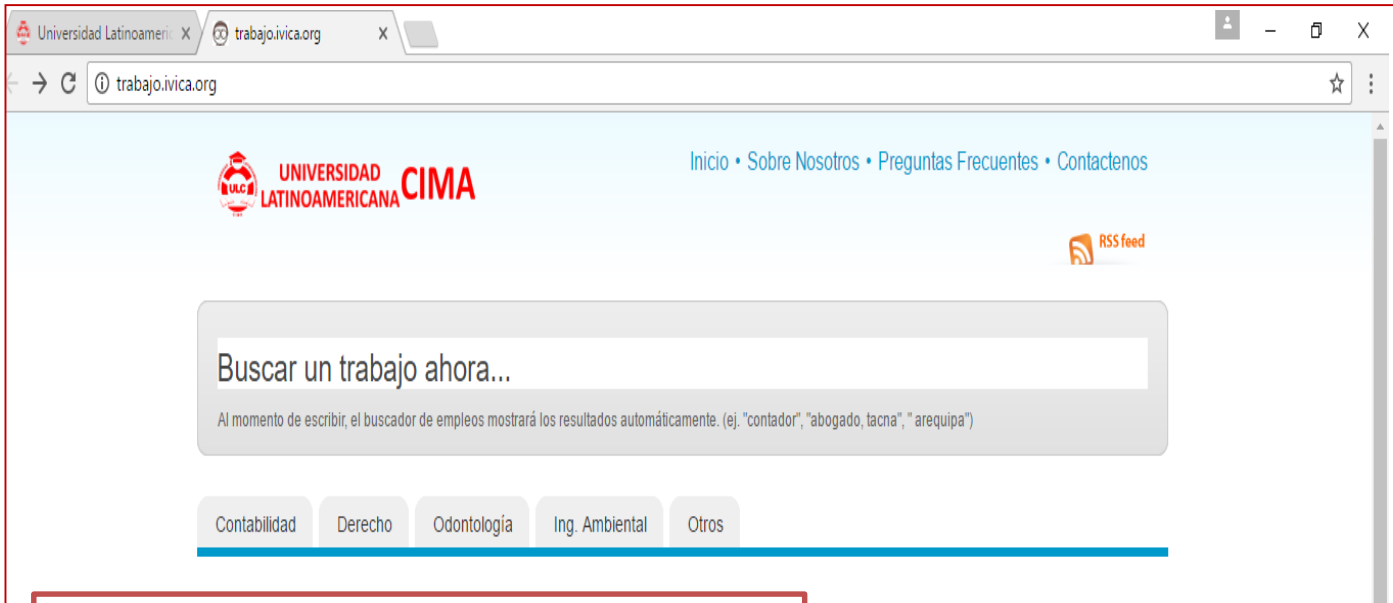 Universidad Latinoameric
trabajo.ivica.org
trabajo.ivica.org
ULC
UNIVERSIDAD
LATINOAMERICANA CIMA
Inicio • Sobre Nosotros • Preguntas Frecuentes • Contactenos
RSS feed
Buscar un trabajo ahora...
Al momento de escribir, el buscador de empleos mostrará los resultados automáticamente. (ej. "contador", "abogado, tacna", " arequipa")
Contabilidad Derecho Odontología Ing. Ambiental Otros